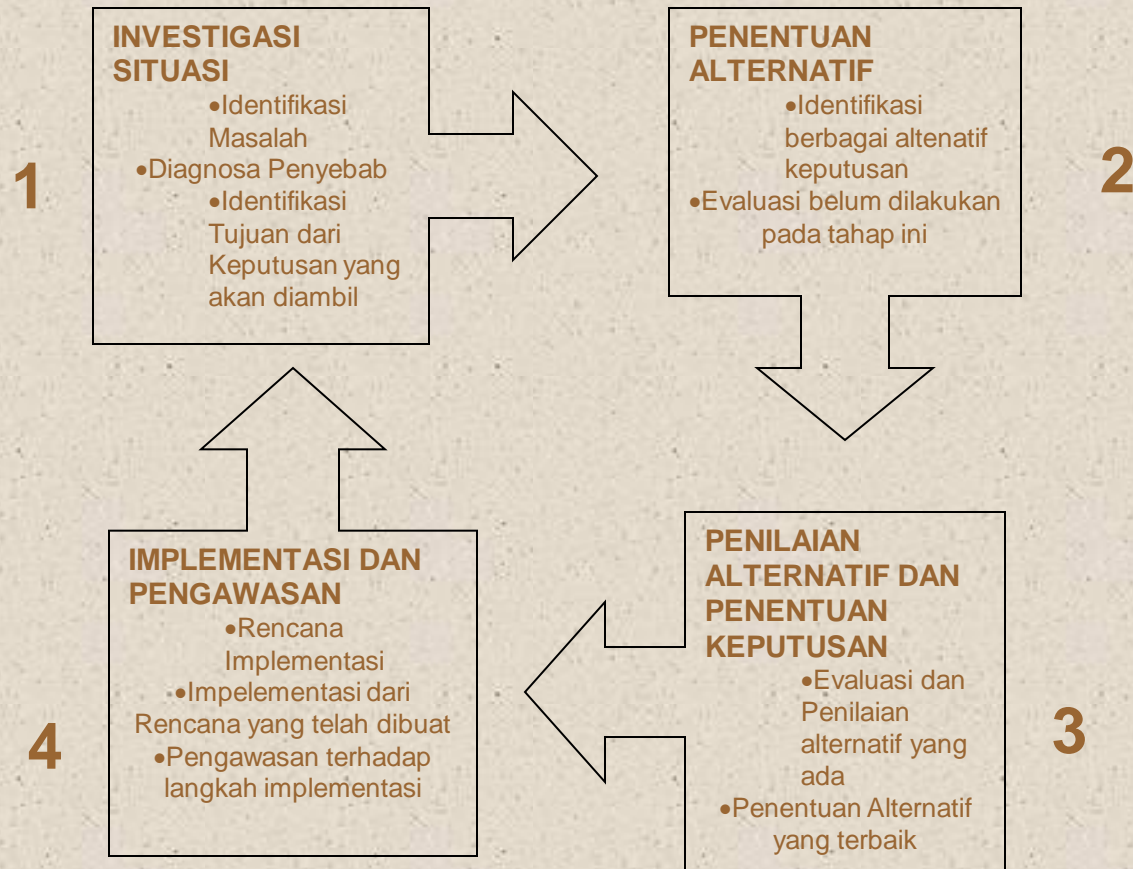 1
INVESTIGASI
SITUASI
•Identifikasi
Masalah
•Diagnosa Penyebab
•Identifikasi
Tujuan dari
Keputusan yang
akan diambil
2
PENENTUAN
ALTERNATIF
•Identifikasi
berbagai altenatif
keputusan
•Evaluasi belum dilakukan
pada tahap ini
3
PENILAIAN
ALTERNATIF DAN
PENENTUAN
KEPUTUSAN
•Evaluasi dan
Penilaian
alternatif yang
ada
•Penentuan Alternatif
yang terbaik
4
IMPLEMENTASI DAN
PENGAWASAN
•Rencana
Implementasi
•Impelementasi dari
Rencana yang telah dibuat
•Pengawasan terhadap
langkah implementasi